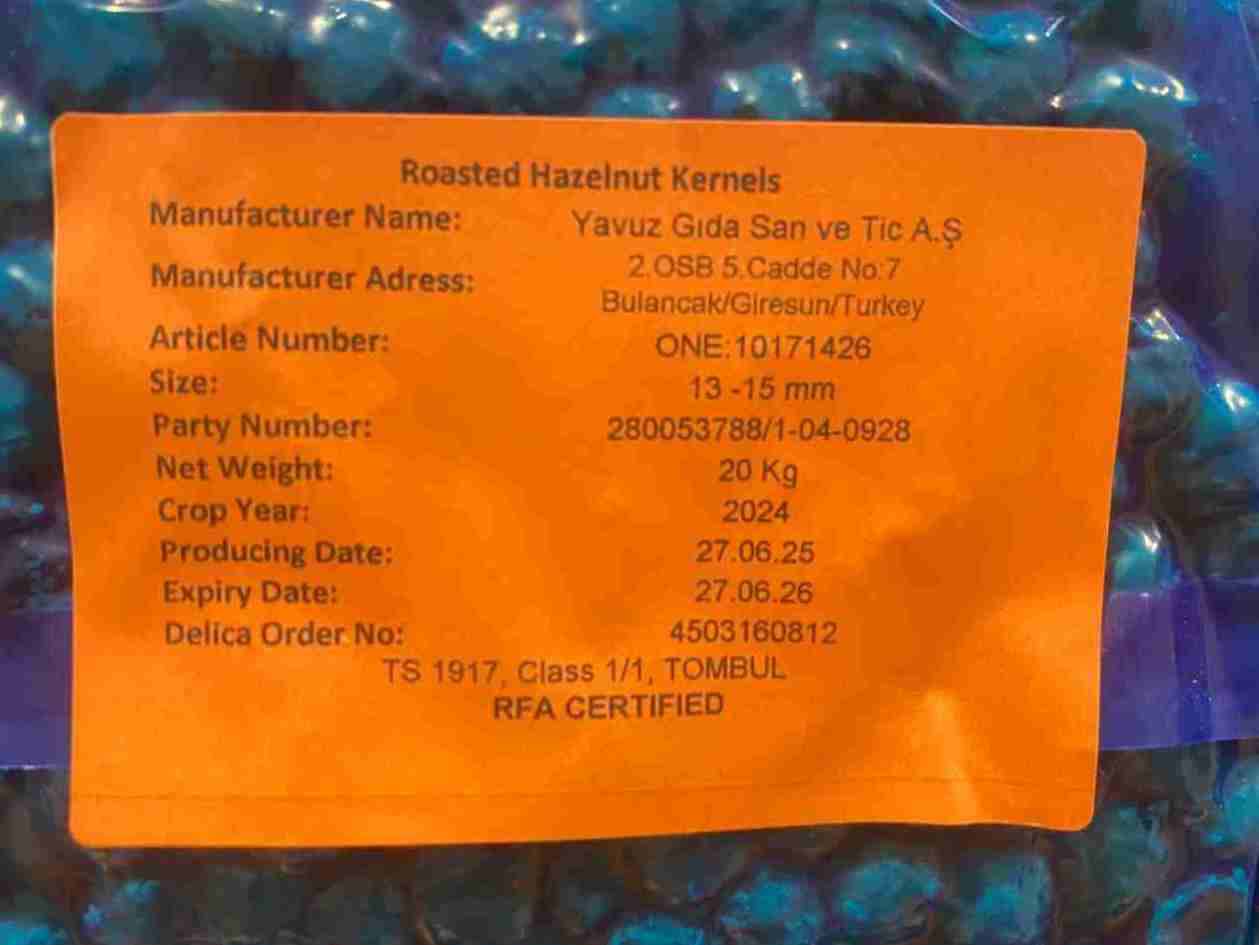 Roasted Hazelnut Kernels
Manufacturer Name: Yavuz Gıda San ve Tic A.Ş
Manufacturer Adress: 2.OSB 5.Cadde No:7
Bulancak/Giresun/Turkey
Article Number: ONE:10171426
Size: 13 -15 mm
Party Number: 280053788/1-04-0928
Net Weight: 20 Kg
Crop Year: 2024
Producing Date: 27.06.25
Expiry Date: 27.06.26
Delica Order No: 4503160812
TS 1917, Class 1/1, TOMBUL
RFA CERTIFIED